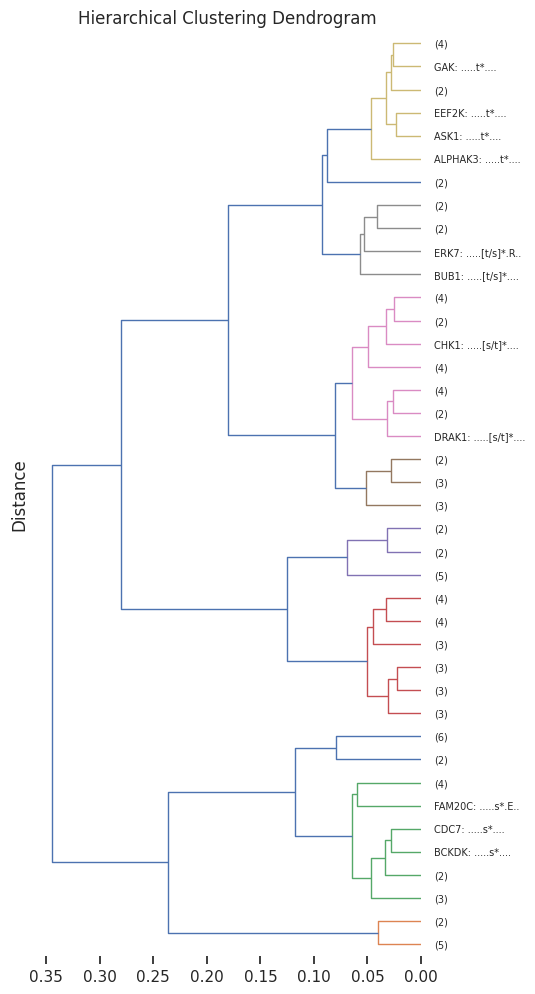 Hierarchical Clustering Dendrogram
(4)
GAK: .....t*....
(2)
EEF2K: .....t*....
ASK1: .....t*....
ALPHAK3: .....t*....
(2)
(2)
(2)
ERK7: .....[t/s]*.R..
BUB1: .....[t/s]*....
(4)
(2)
CHK1: .....[s/t]*....
(4)
(4)
(2)
DRAK1: .....[s/t]*....
(2)
(3)
(3)
(2)
(2)
(5)
(4)
(4)
(3)
(3)
(3)
(3)
(6)
(2)
(4)
FAM20C: .....s*.E..
CDC7: .....s*....
BCKDK: .....s*....
(2)
(3)
(2)
(5)
Distance
0.35 0.30 0.25 0.20 0.15 0.10 0.05 0.00